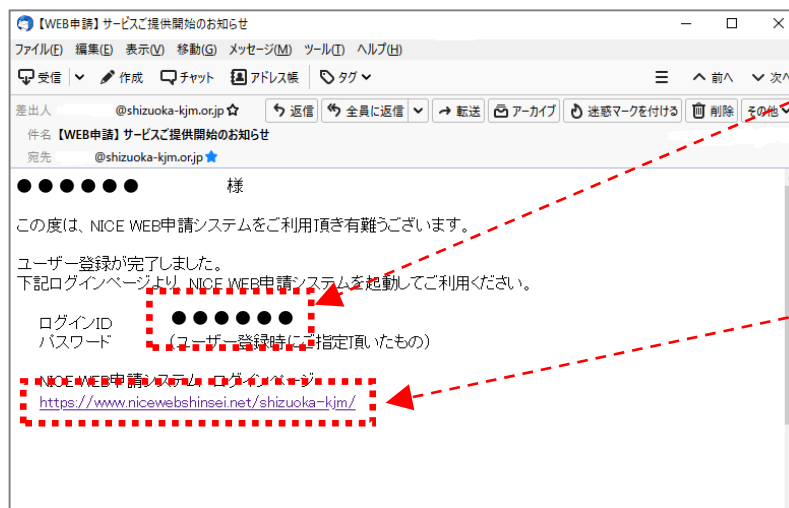 【WEB申請】サービスご提供開始のお知らせ
ファイル(F) 編集(E) 表示(V) 移動(G) メッセージ(M) ツール(T) ヘルプ(H)
受信 作成 チャット アドレス帳 タグ 前へ 次へ
差出人 @shizuoka-kjm.or.jp 返信 全員に返信 転送 アーカイブ 迷惑マークを付ける 削除 その他
件名 【WEB申請】サービスご提供開始のお知らせ
宛先 @shizuoka-kjm.or.jp
●●●●●● 様
この度は、NICE WEB申請システムをご利用頂き有難うございます。
ユーザー登録が完了しました。
下記ログインページより、NICE WEB申請システムを起動してご利用ください。
ログインID ●●●●●●
パスワード (ユーザー登録時にご指定頂いたもの)
NICE WEB申請システム ログインページ
https://www.nicewebshinsei.net/shizuoka-kjm/